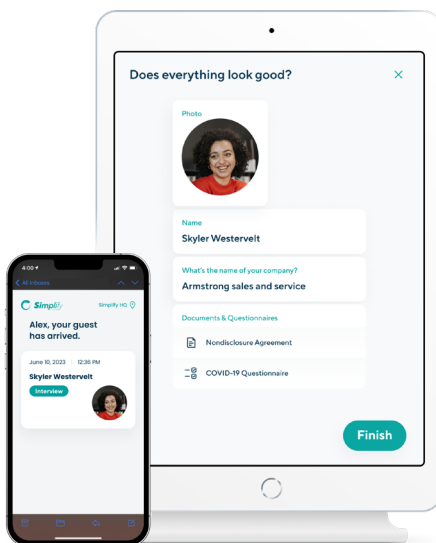 Does everything look good?
Photo
Name
Skyler Westervelt
What's the name of your company?
Armstrong sales and service
Documents & Questionnaires
Nondisclosure Agreement
COVID-19 Questionnaire
Finish
4:00
All Inboxes
Simplify
Simplify HQ
Alex, your guest
has arrived.
June 10, 2023 12:36 PM
Skyler Westervelt
Interview